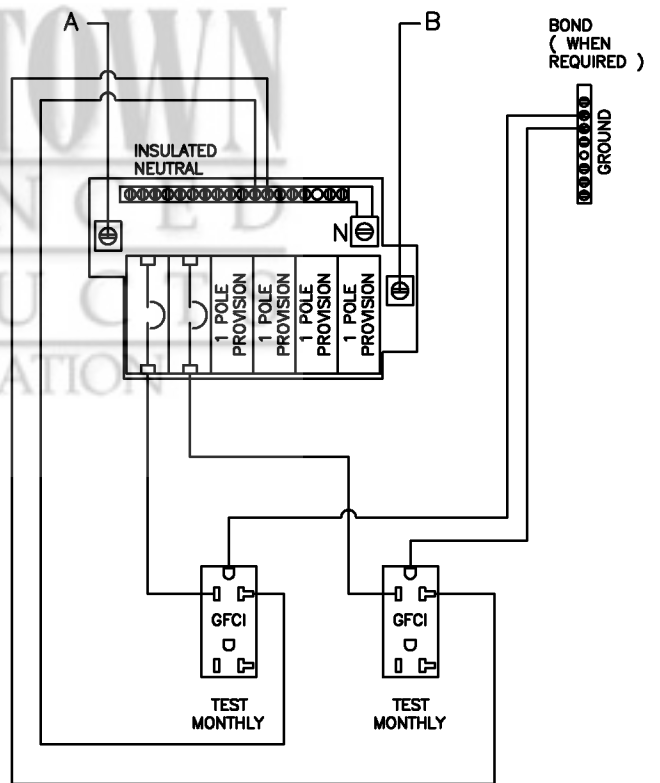 TOWN
A
B
BOND
( WHEN
REQUIRED )
GROUND
INSULATED
NEUTRAL
N
1 POLE
PROVISION
1 POLE
PROVISION
1 POLE
PROVISION
1 POLE
PROVISION
GFCI
GFCI
TEST
MONTHLY
TEST
MONTHLY